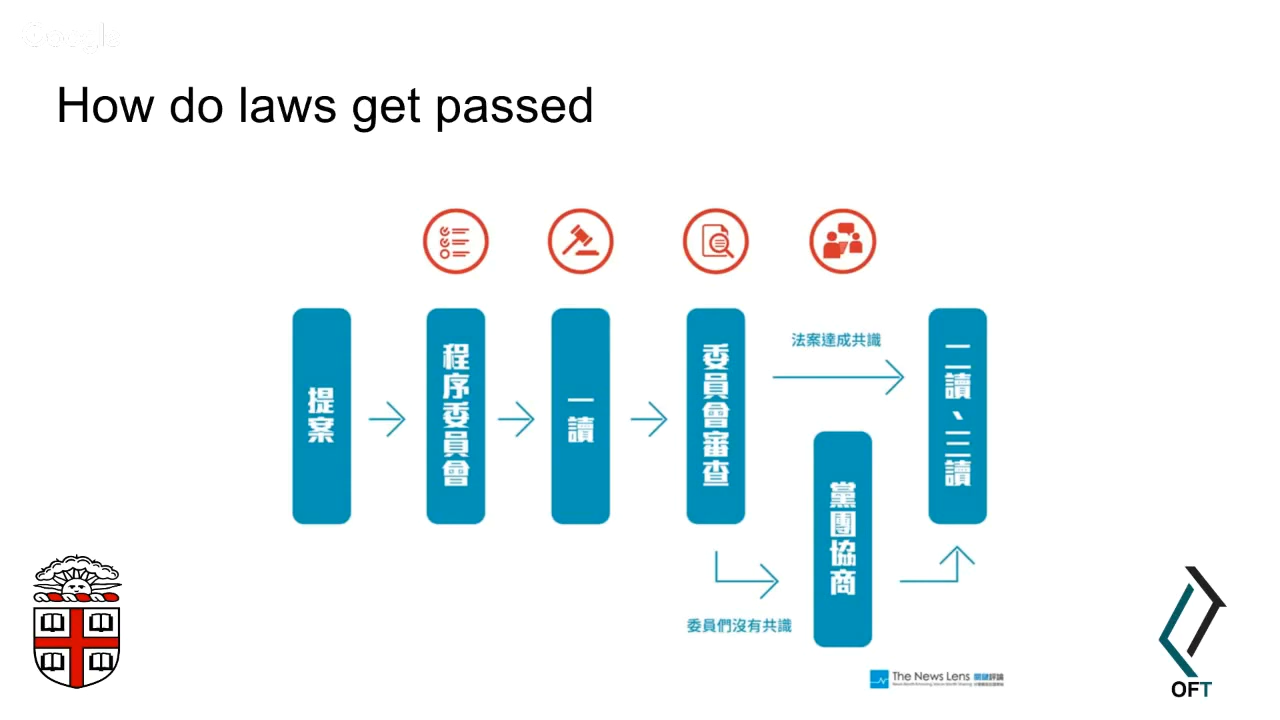 Google
How do laws get passed
提案
程序委員會
一讀
委員會審查
法案達成共識
黨團協商
委員們沒有共識
二讀、三讀
The News Lens 關鍵評論
OFT